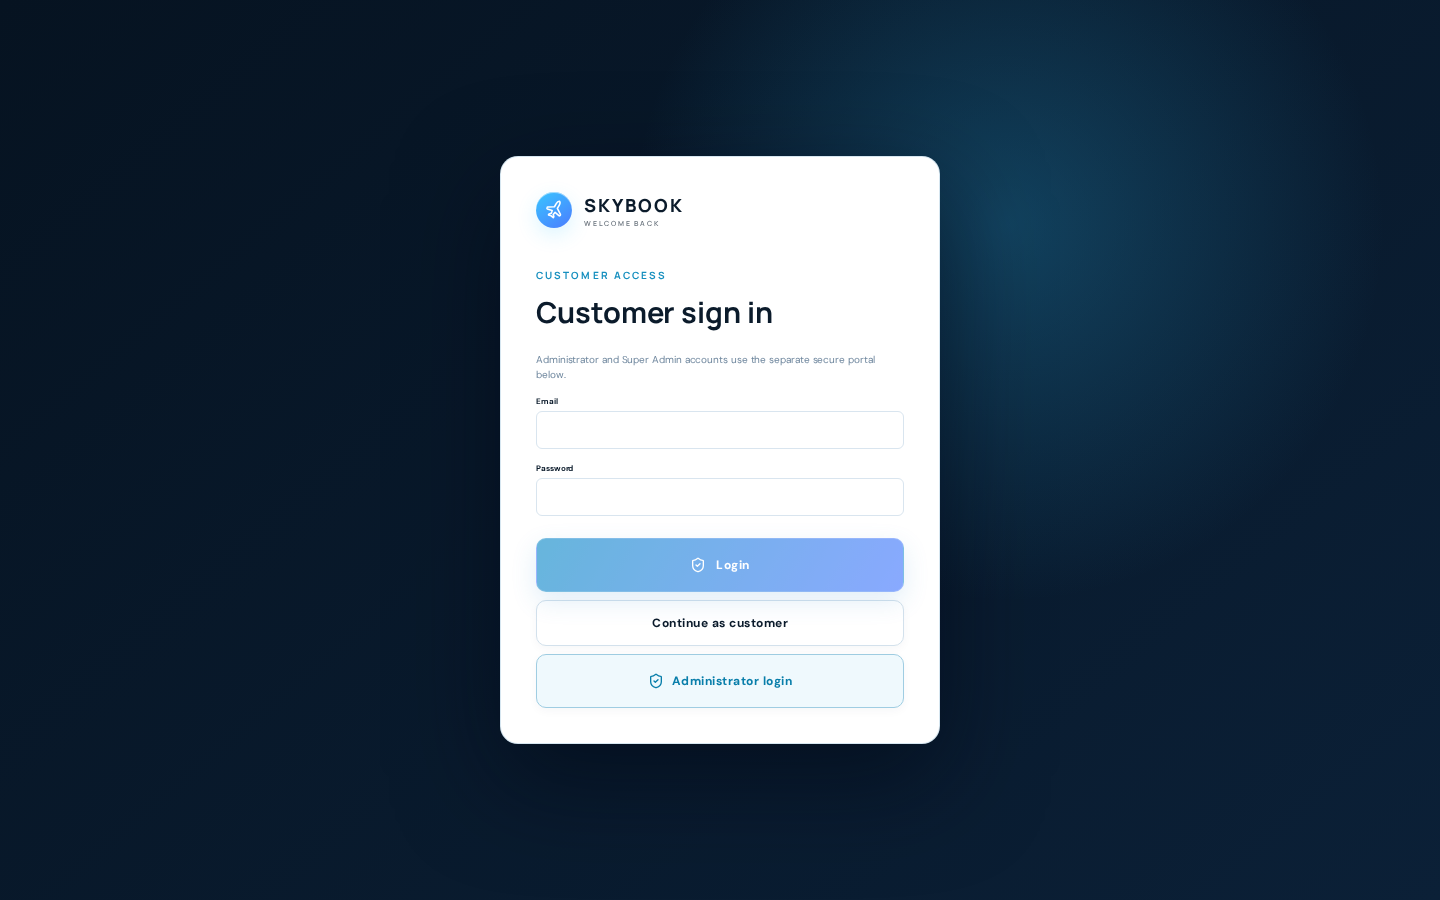 SKYBOOK
WELCOME BACK
CUSTOMER ACCESS
Customer sign in
Administrator and Super Admin accounts use the separate secure portal
below.
Email
Password
Login
Continue as customer
Administrator login